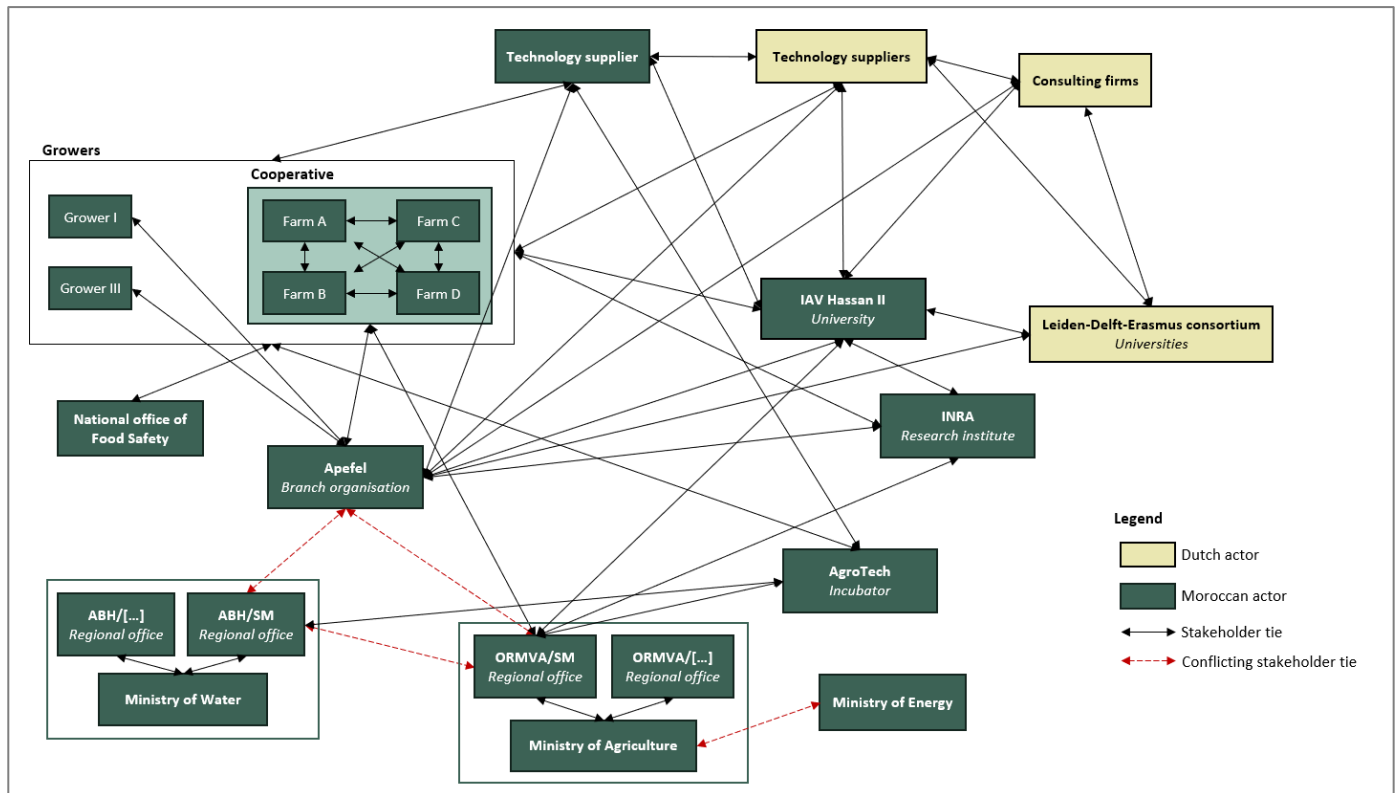 Technology supplier
Technology suppliers
Consulting firms
Growers
Cooperative
Grower I
Grower III
Farm A
Farm C
Farm B
Farm D
IAV Hassan II
University
Leiden-Delft-Erasmus consortium
Universities
National office of
Food Safety
INRA
Research institute
Apefel
Branch organisation
AgroTech
Incubator
Legend
Dutch actor
Moroccan actor
Stakeholder tie
Conflicting stakeholder tie
ABH/[...]
Regional office
ABH/SM
Regional office
Ministry of Water
ORMVA/SM
Regional office
ORMVA/[...]
Regional office
Ministry of Agriculture
Ministry of Energy